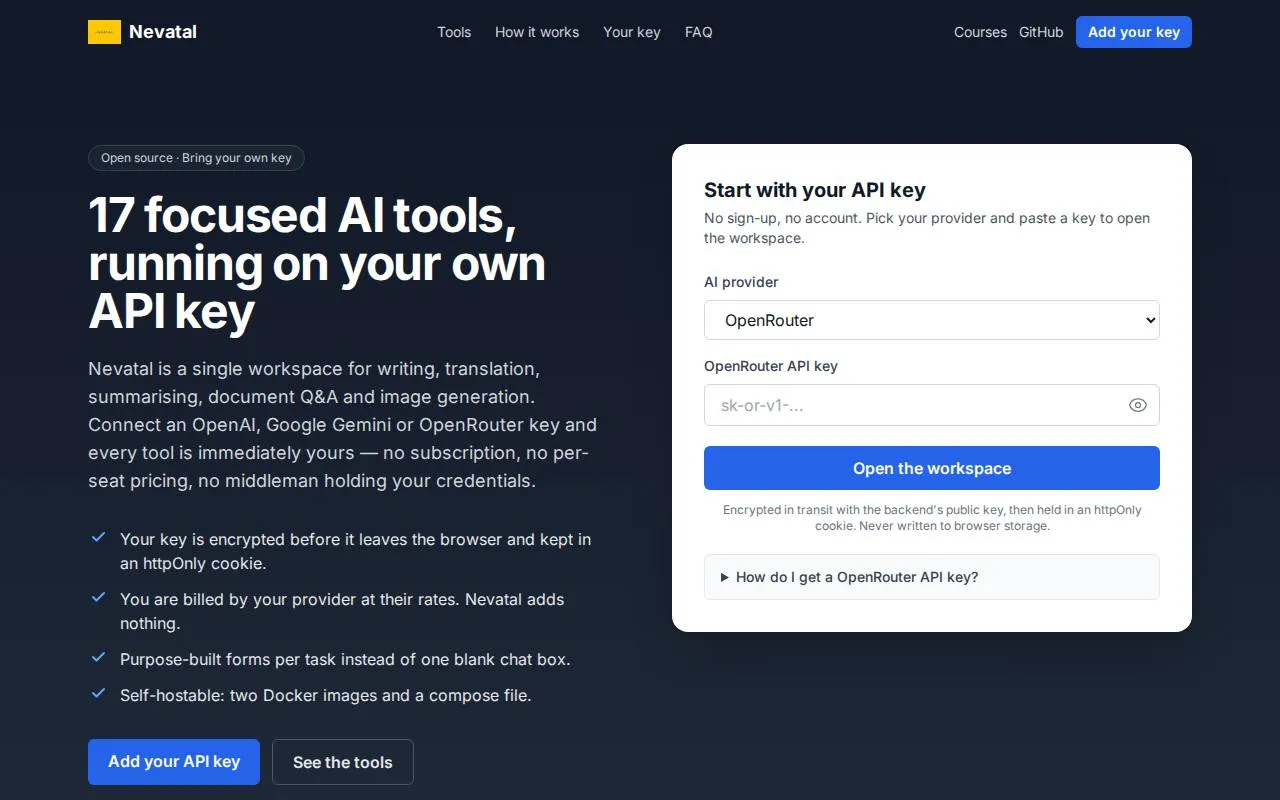 Nevatal
Tools
How it works
Your key
FAQ
Courses
GitHub
Add your key
Open source · Bring your own key
17 focused AI tools,
running on your own
API key
Nevatal is a single workspace for writing, translation,
summarising, document Q&A and image generation.
Connect an OpenAI, Google Gemini or OpenRouter key and
every tool is immediately yours — no subscription, no per-
seat pricing, no middleman holding your credentials.
Your key is encrypted before it leaves the browser and kept in
an httpOnly cookie.
You are billed by your provider at their rates. Nevatal adds
nothing.
Purpose-built forms per task instead of one blank chat box.
Self-hostable: two Docker images and a compose file.
Add your API key
See the tools
Start with your API key
No sign-up, no account. Pick your provider and paste a key to open
the workspace.
AI provider
OpenRouter
OpenRouter API key
sk-or-v1-...
Open the workspace
Encrypted in transit with the backend's public key, then held in an httpOnly
cookie. Never written to browser storage.
How do I get a OpenRouter API key?